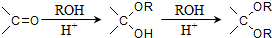 C=O ROH H⁺ C OR OH ROH H⁺ C OR OR